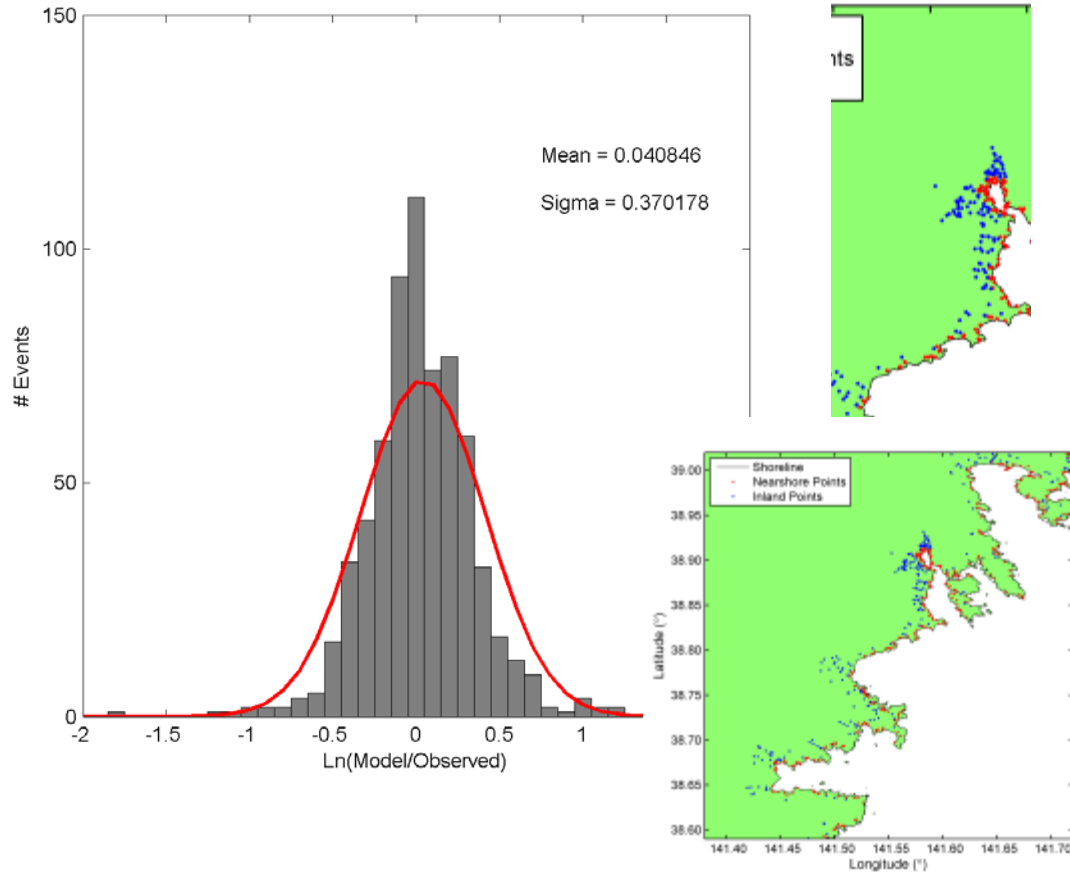 150
100
50
0
# Events
Mean = 0.040846
Sigma = 0.370178
-2
-1.5
-1
-0.5
0
0.5
1
Ln(Model/Observed)
nts
Shoreline
Nearshore Points
Inland Points
39.00
38.95
38.90
38.85
38.80
38.75
38.70
38.65
38.60
Latitude (°)
141.40 141.45 141.50 141.55 141.60 141.65 141.70
Longitude (°)